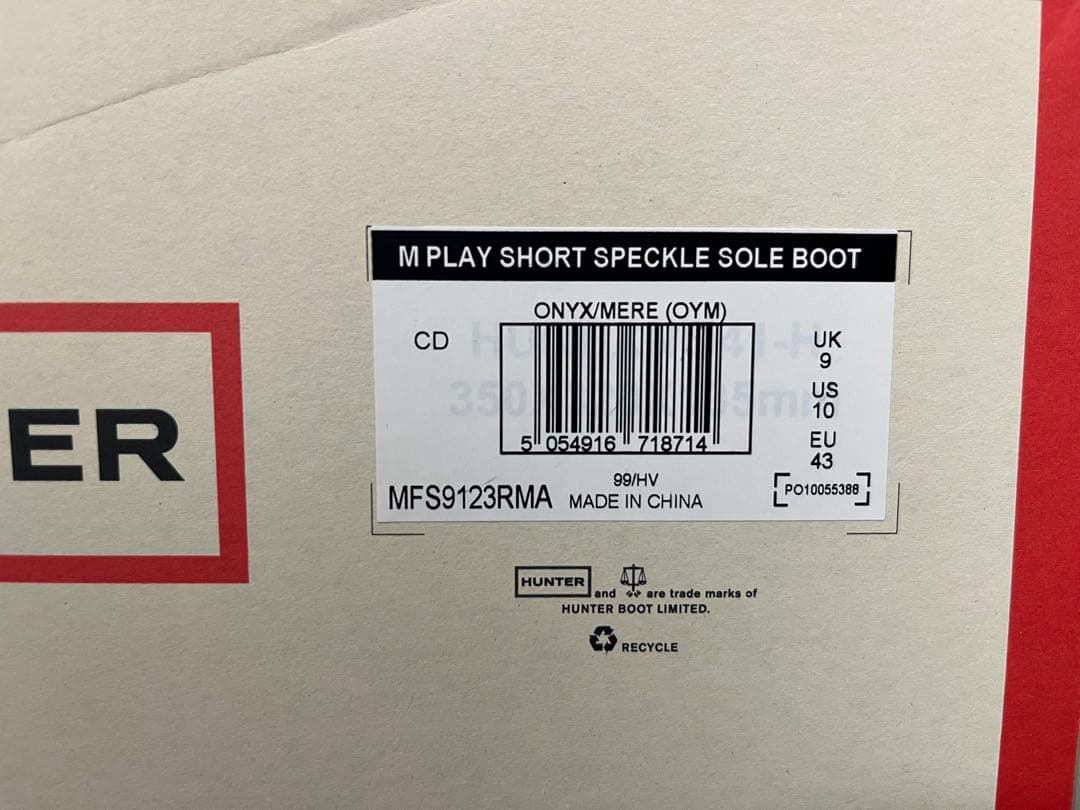 M PLAY SHORT SPECKLE SOLE BOOT
ONYX/MERE (OYM)
CD
UK
9
US
10
EU
43
5 054916 718714
99/HV
MFS9123RMA MADE IN CHINA
PO10055388
ER
HUNTER and are trade marks of
HUNTER BOOT LIMITED.
RECYCLE